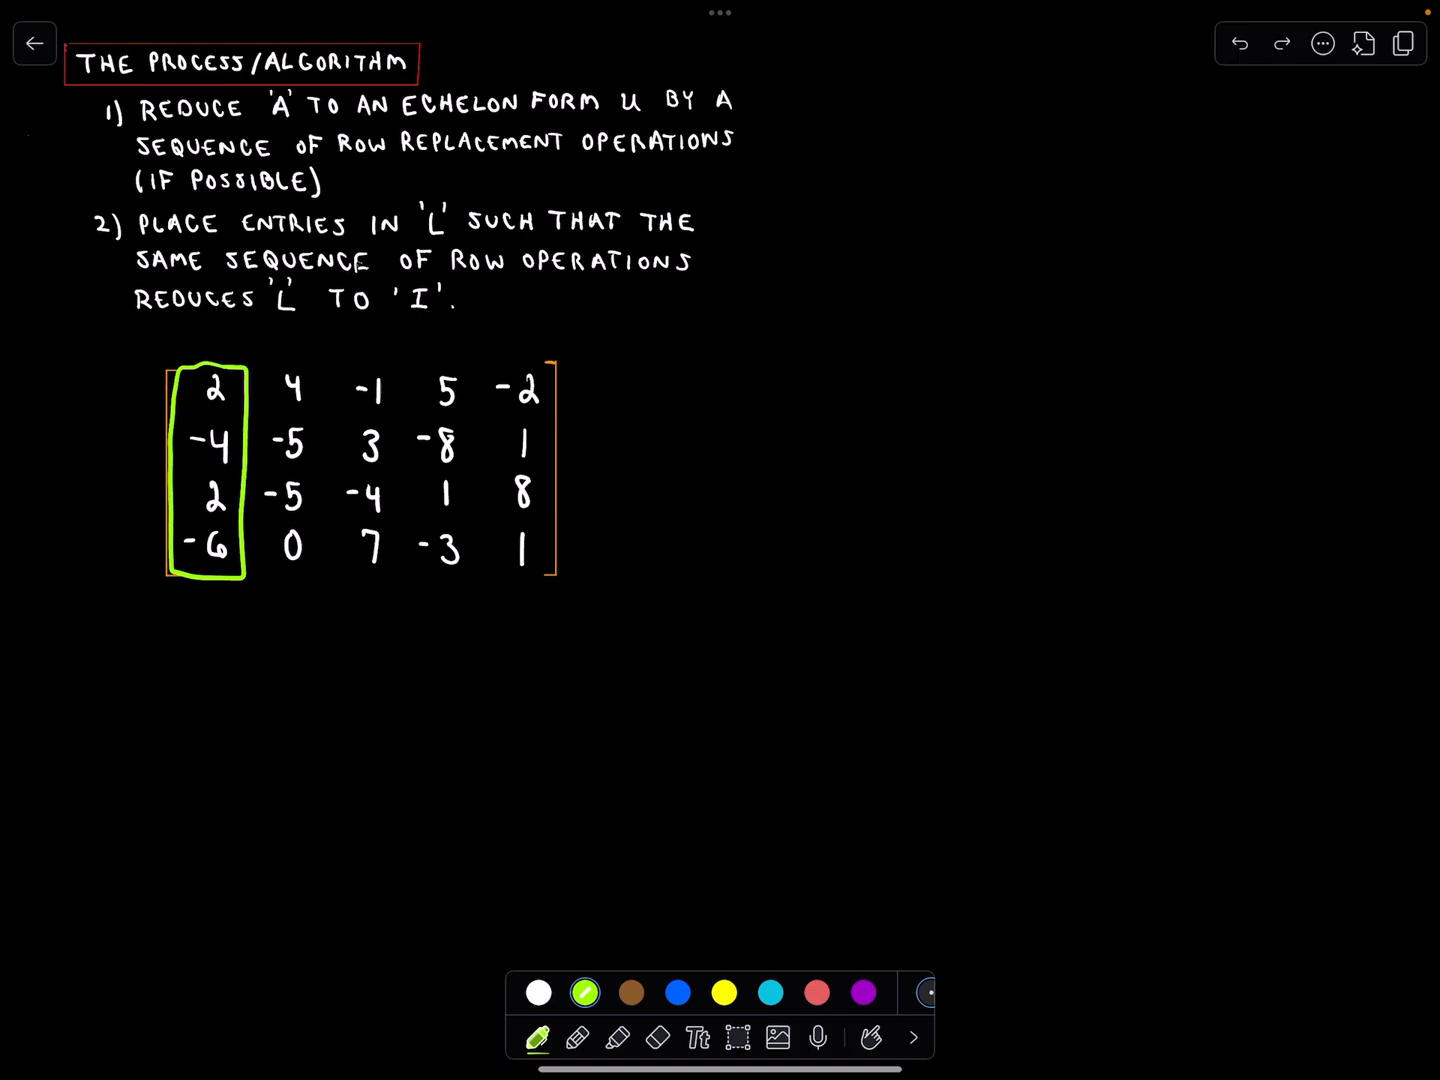 THE PROCESS/ALGORITHM
1) REDUCE 'A' TO AN ECHELON FORM U BY A
SEQUENCE OF ROW REPLACEMENT OPERATIONS
(IF POSSIBLE)
2) PLACE ENTRIES IN 'L' SUCH THAT THE
SAME SEQUENCE OF ROW OPERATIONS
REDUCES 'L' TO 'I'.
2 4 -1 5 -2
-4 -5 3 -8 1
2 -5 -4 1 8
-6 0 7 -3 1
Tt